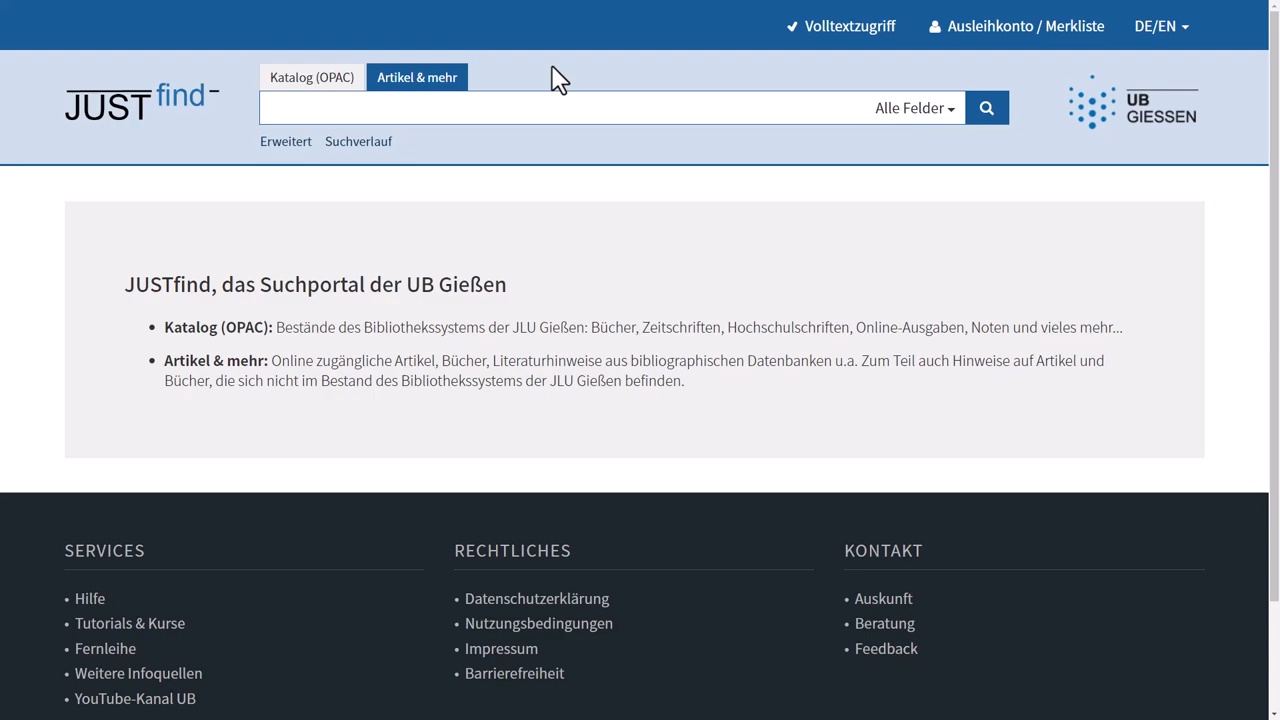 Volltextzugriff Ausleihkonto / Merkliste DE/EN
JUSTfind
Katalog (OPAC) Artikel & mehr
Alle Felder
Erweitert Suchverlauf
UB
GIESSEN
JUSTfind, das Suchportal der UB Gießen
• Katalog (OPAC): Bestände des Bibliothekssystems der JLU Gießen: Bücher, Zeitschriften, Hochschulschriften, Online-Ausgaben, Noten und vieles mehr...
• Artikel & mehr: Online zugängliche Artikel, Bücher, Literaturhinweise aus bibliographischen Datenbanken u.a. Zum Teil auch Hinweise auf Artikel und
Bücher, die sich nicht im Bestand des Bibliothekssystems der JLU Gießen befinden.
SERVICES
• Hilfe
• Tutorials & Kurse
• Fernleihe
• Weitere Infoquellen
• YouTube-Kanal UB
RECHTLICHES
• Datenschutzerklärung
• Nutzungsbedingungen
• Impressum
• Barrierefreiheit
KONTAKT
• Auskunft
• Beratung
• Feedback